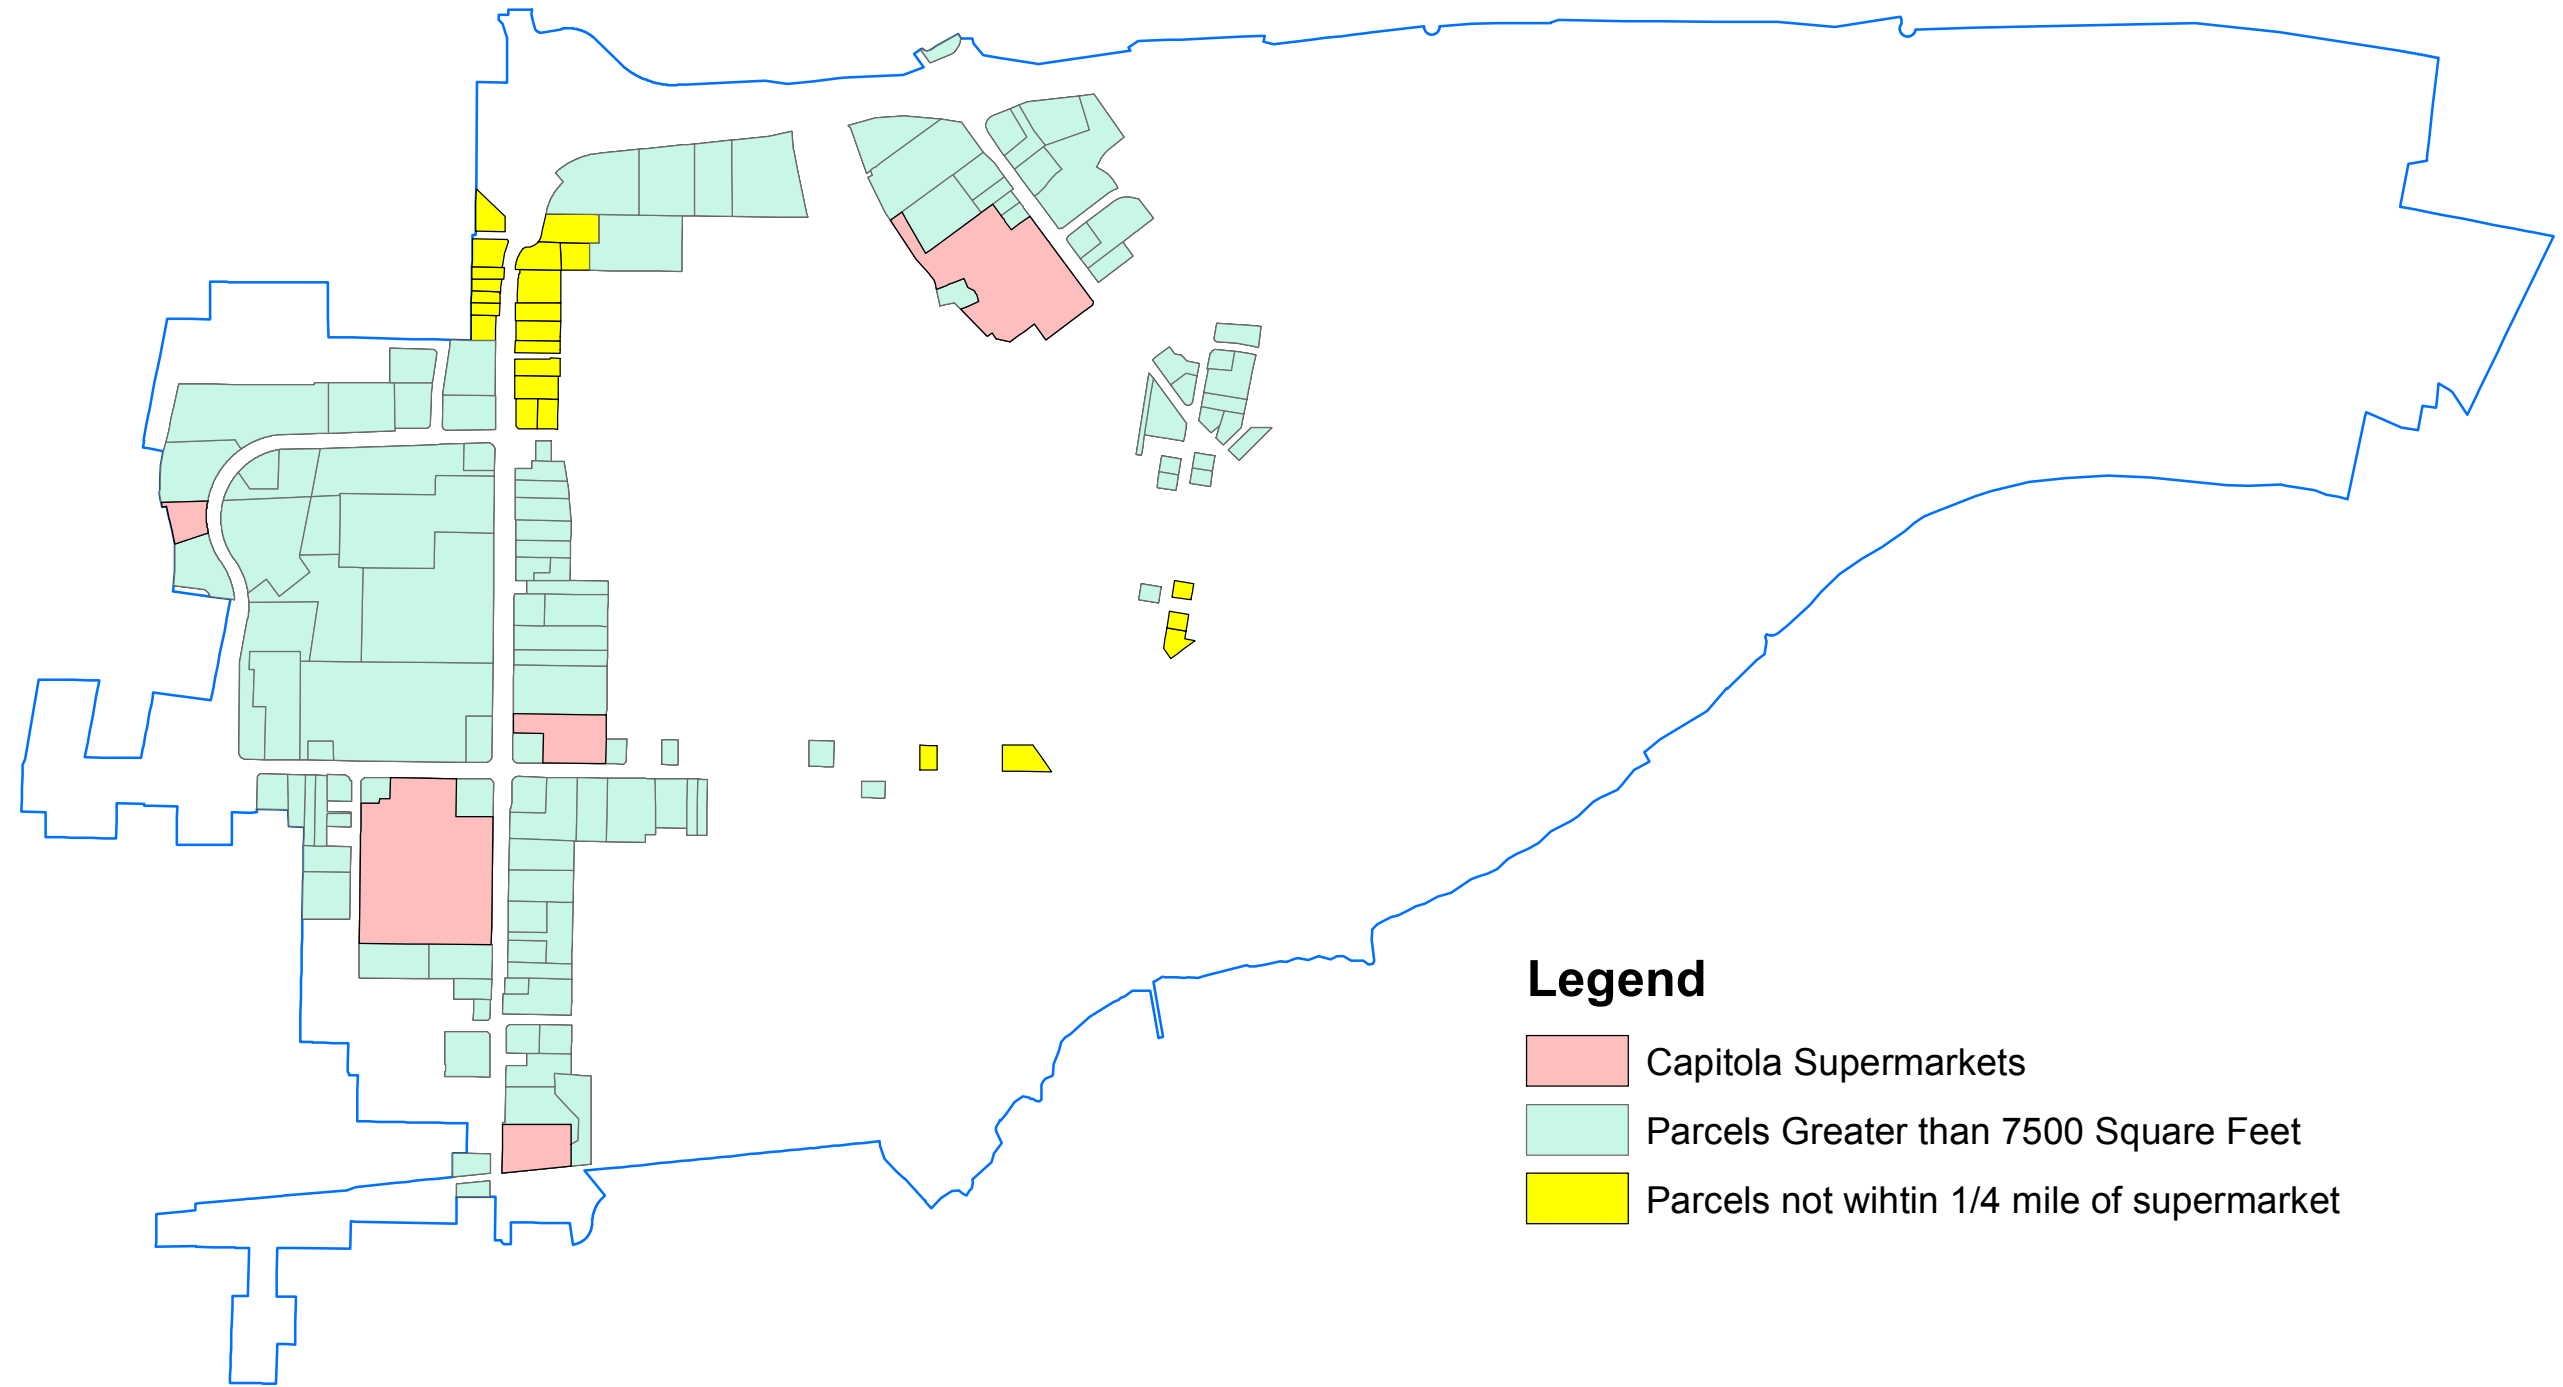 Legend
Capitola Supermarkets
Parcels Greater than 7500 Square Feet
Parcels not wihtin 1/4 mile of supermarket